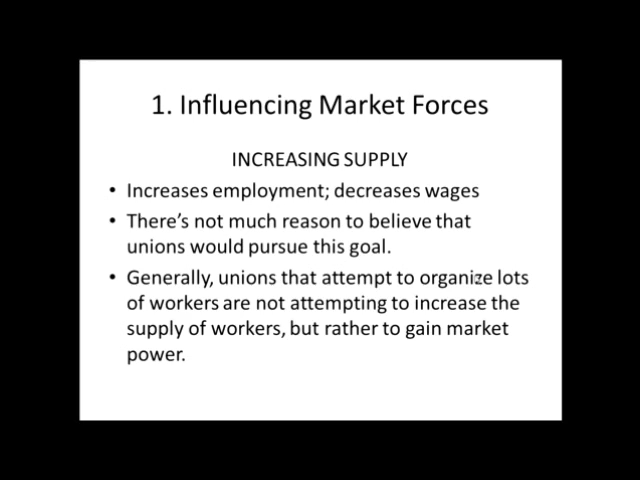 1. Influencing Market Forces
INCREASING SUPPLY
• Increases employment; decreases wages
• There's not much reason to believe that
unions would pursue this goal.
• Generally, unions that attempt to organize lots
of workers are not attempting to increase the
supply of workers, but rather to gain market
power.